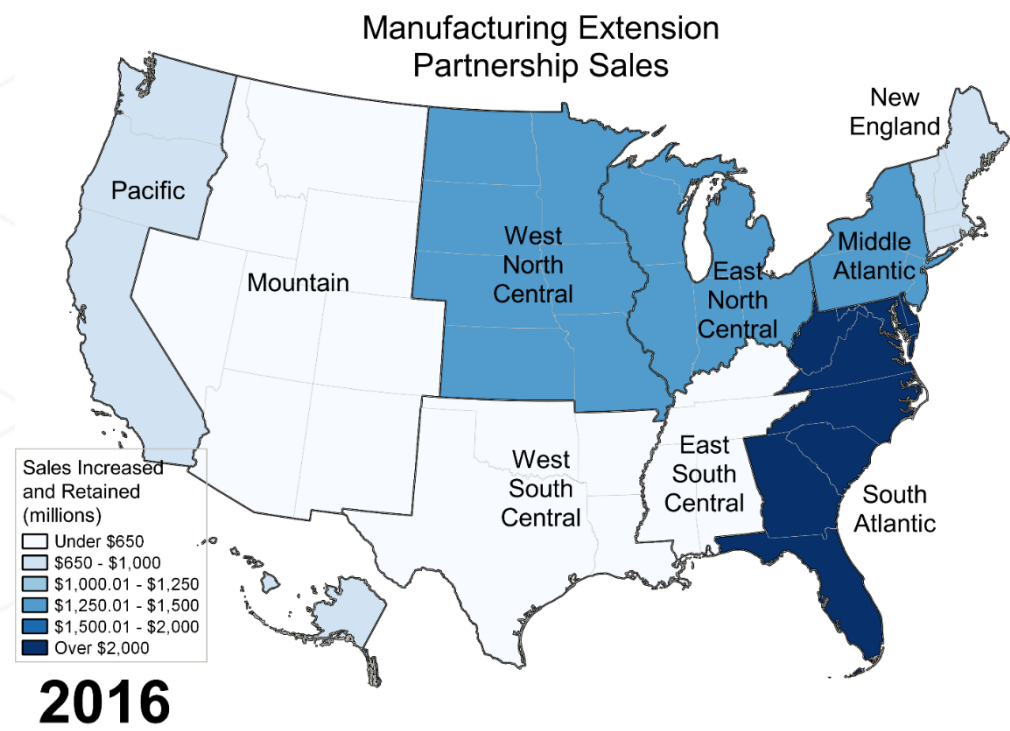 Manufacturing Extension
Partnership Sales
New
England
Pacific
West
North
Central
Middle
Atlantic
East
North
Central
Mountain
East
South
Central
West
South
Central
South
Atlantic
Sales Increased
and Retained
(millions)
Under $650
$650 - $1,000
$1,000.01 - $1,250
$1,250.01 - $1,500
$1,500.01 - $2,000
Over $2,000
2016